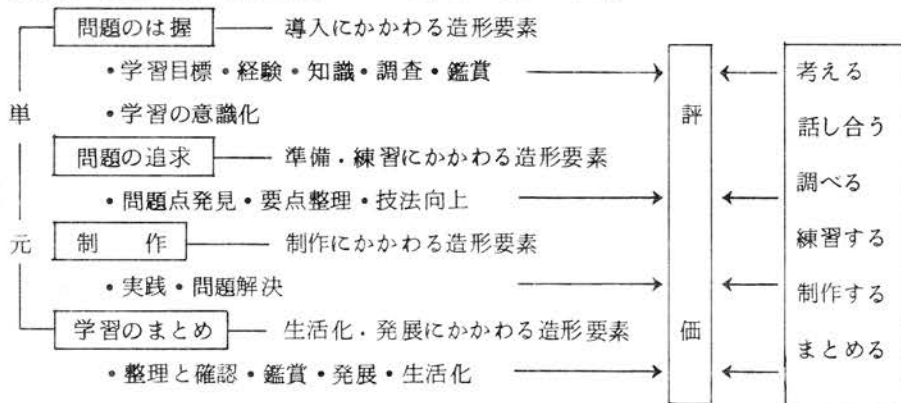 問題のは握 導入にかかわる造形要素
・学習目標・経験・知識・調査・鑑賞
・学習の意識化
問題の追求 準備・練習にかかわる造形要素
・問題点発見・要点整理・技法向上
制作 制作にかかわる造形要素
・実践・問題解決
学習のまとめ 生活化・発展にかかわる造形要素
・整理と確認・鑑賞・発展・生活化
単元
評価
考える
話し合う
調べる
練習する
制作する
まとめる